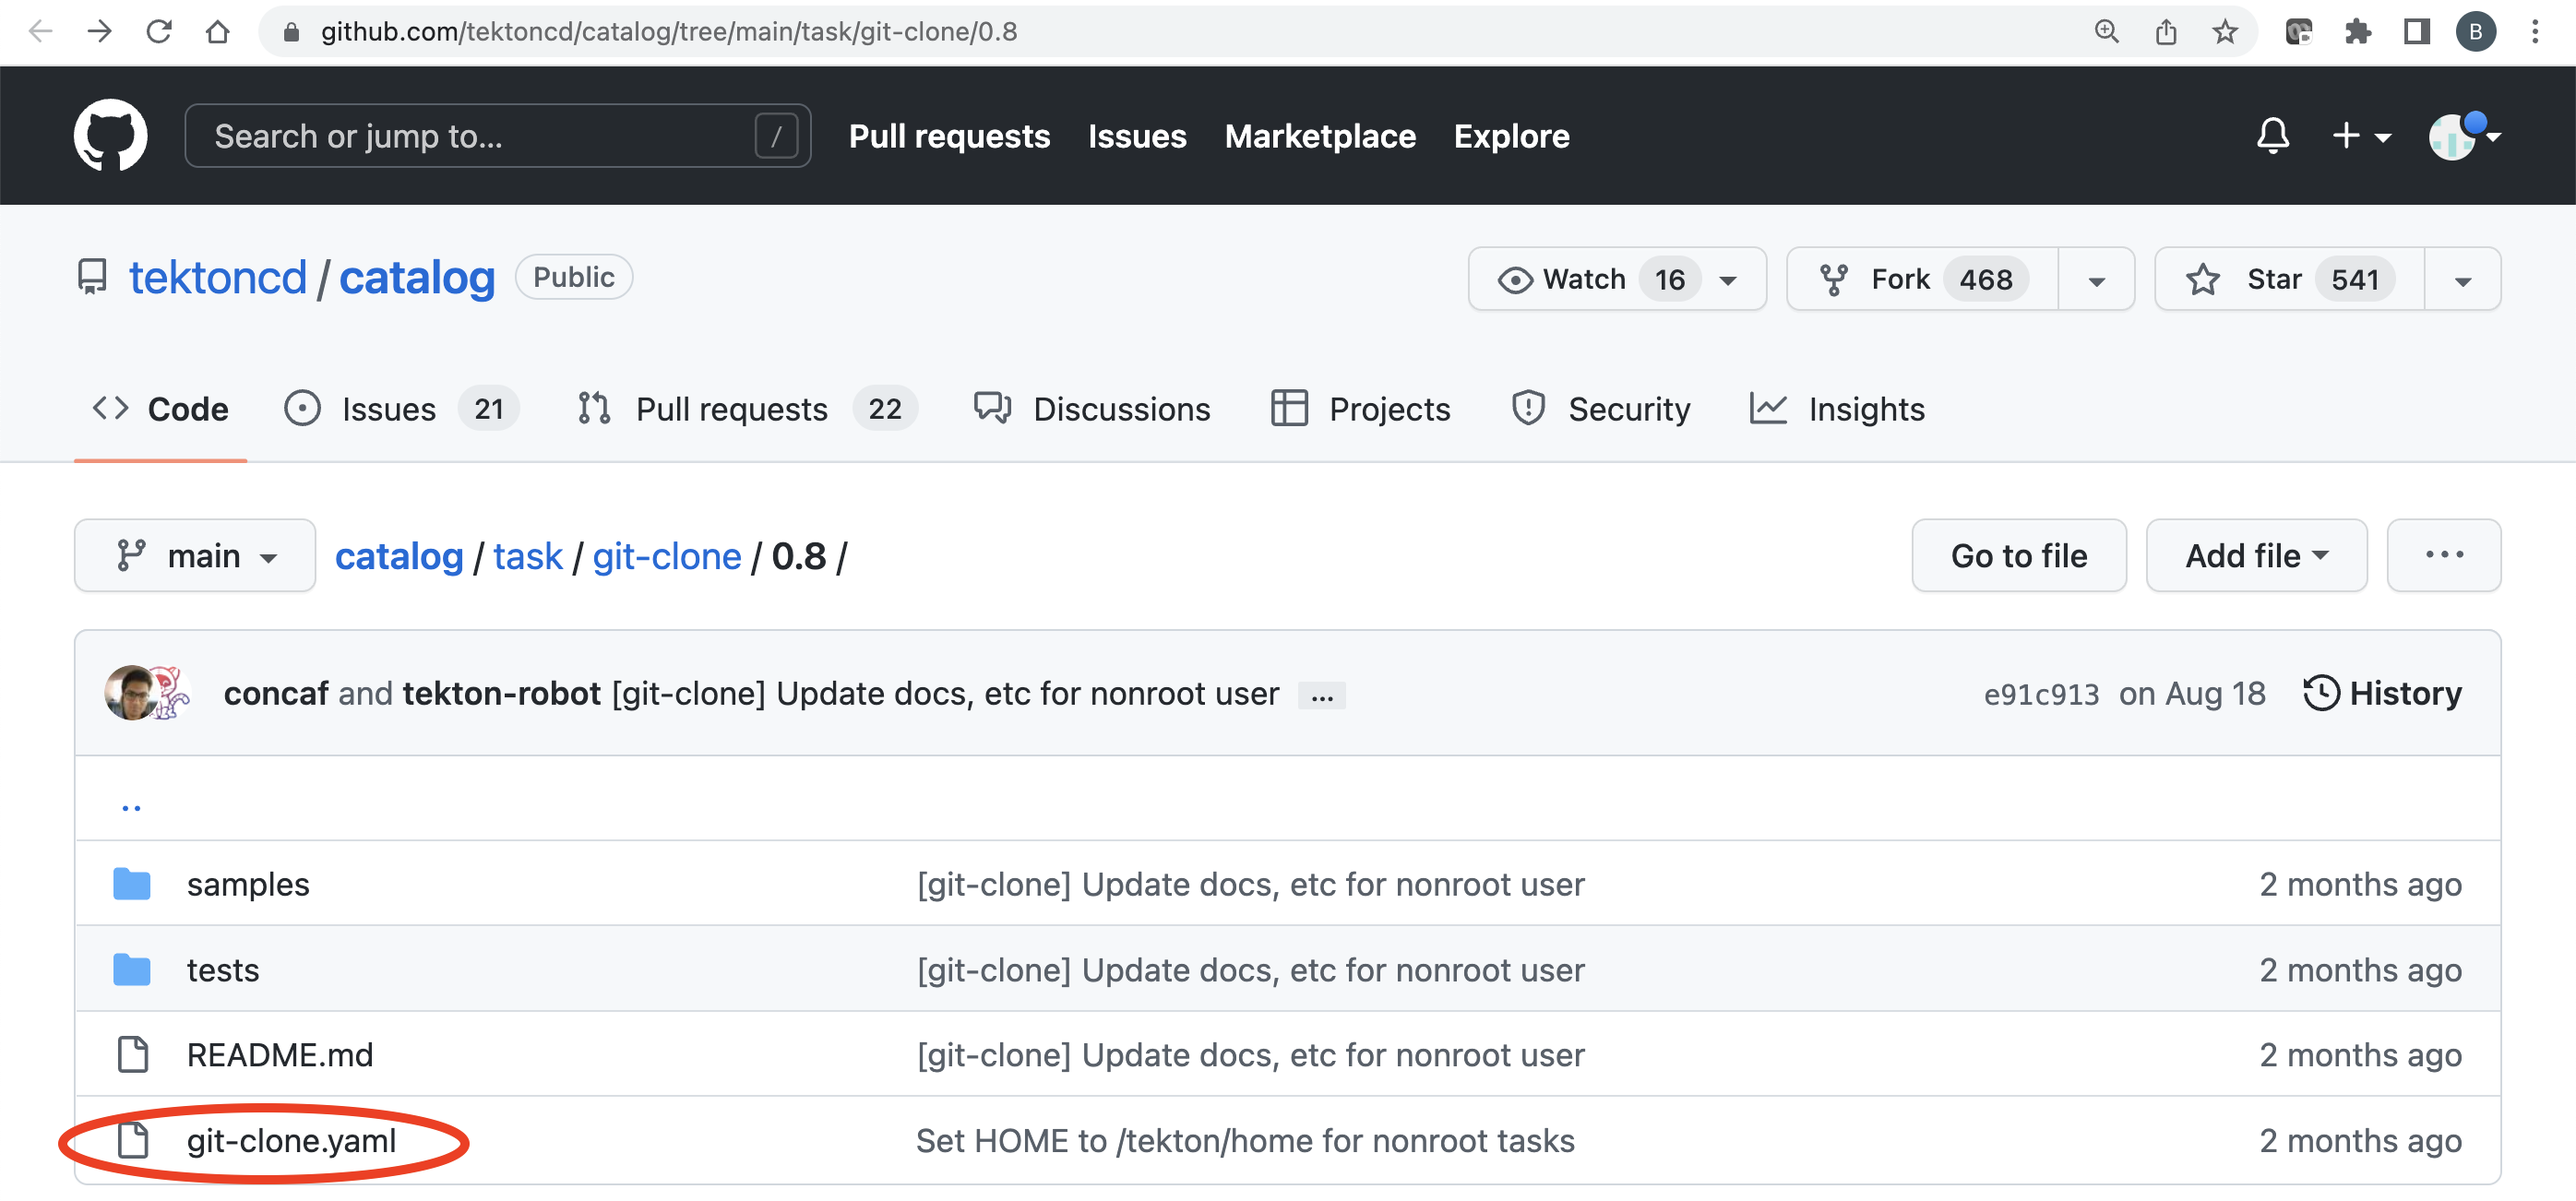 github.com/tektoncd/catalog/tree/main/task/git-clone/0.8
B
Search or jump to... /
Pull requests Issues Marketplace Explore
tektoncd / catalog Public
Watch 16 Fork 468 Star 541
Code Issues 21 Pull requests 22 Discussions Projects Security Insights
main catalog / task / git-clone / 0.8 / Go to file Add file ...
concaf and tekton-robot [git-clone] Update docs, etc for nonroot user ... e91c913 on Aug 18 History
..
samples [git-clone] Update docs, etc for nonroot user 2 months ago
tests [git-clone] Update docs, etc for nonroot user 2 months ago
README.md [git-clone] Update docs, etc for nonroot user 2 months ago
git-clone.yaml Set HOME to /tekton/home for nonroot tasks 2 months ago